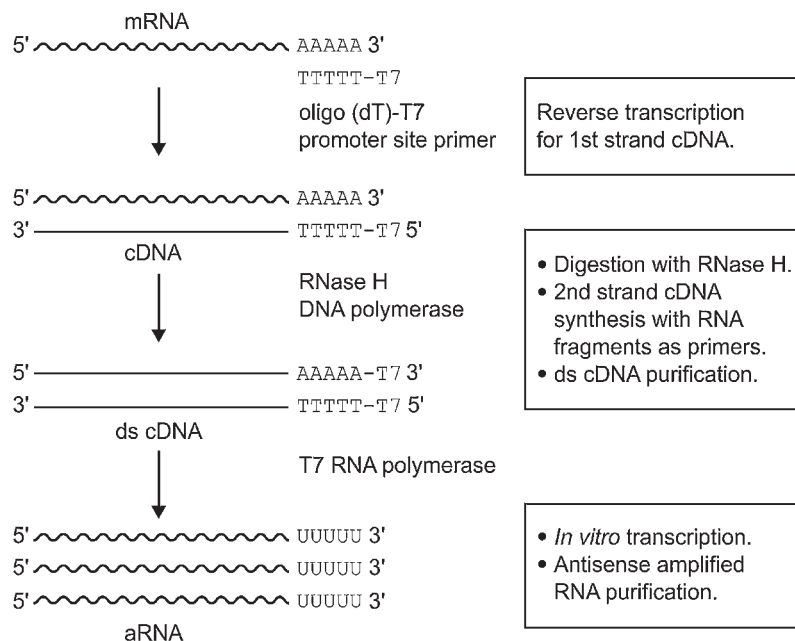 mRNA
5' AAAAA 3'
TTTTT-T7
oligo (dT)-T7
promoter site primer
Reverse transcription
for 1st strand cDNA.
5' AAAAA 3'
3' TTTTT-T7 5'
cDNA
RNase H
DNA polymerase
• Digestion with RNase H.
• 2nd strand cDNA
synthesis with RNA
fragments as primers.
• ds cDNA purification.
5' AAAAA-T7 3'
3' TTTTT-T7 5'
ds cDNA
T7 RNA polymerase
5' UUUUU 3'
5' UUUUU 3'
5' UUUUU 3'
aRNA
• In vitro transcription.
• Antisense amplified
RNA purification.